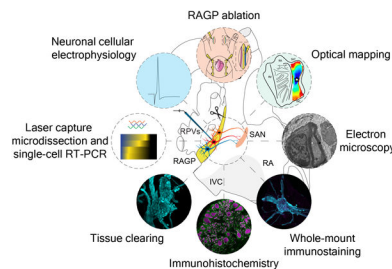 RAGP ablation
Neuronal cellular
electrophysiology
Optical mapping
Laser capture
microdissection and
single-cell RT-PCR
RPVs
SAN
Electron
microscopy
RAGP
RA
IVC
Tissue clearing
Whole-mount
immunostaining
Immunohistochemistry